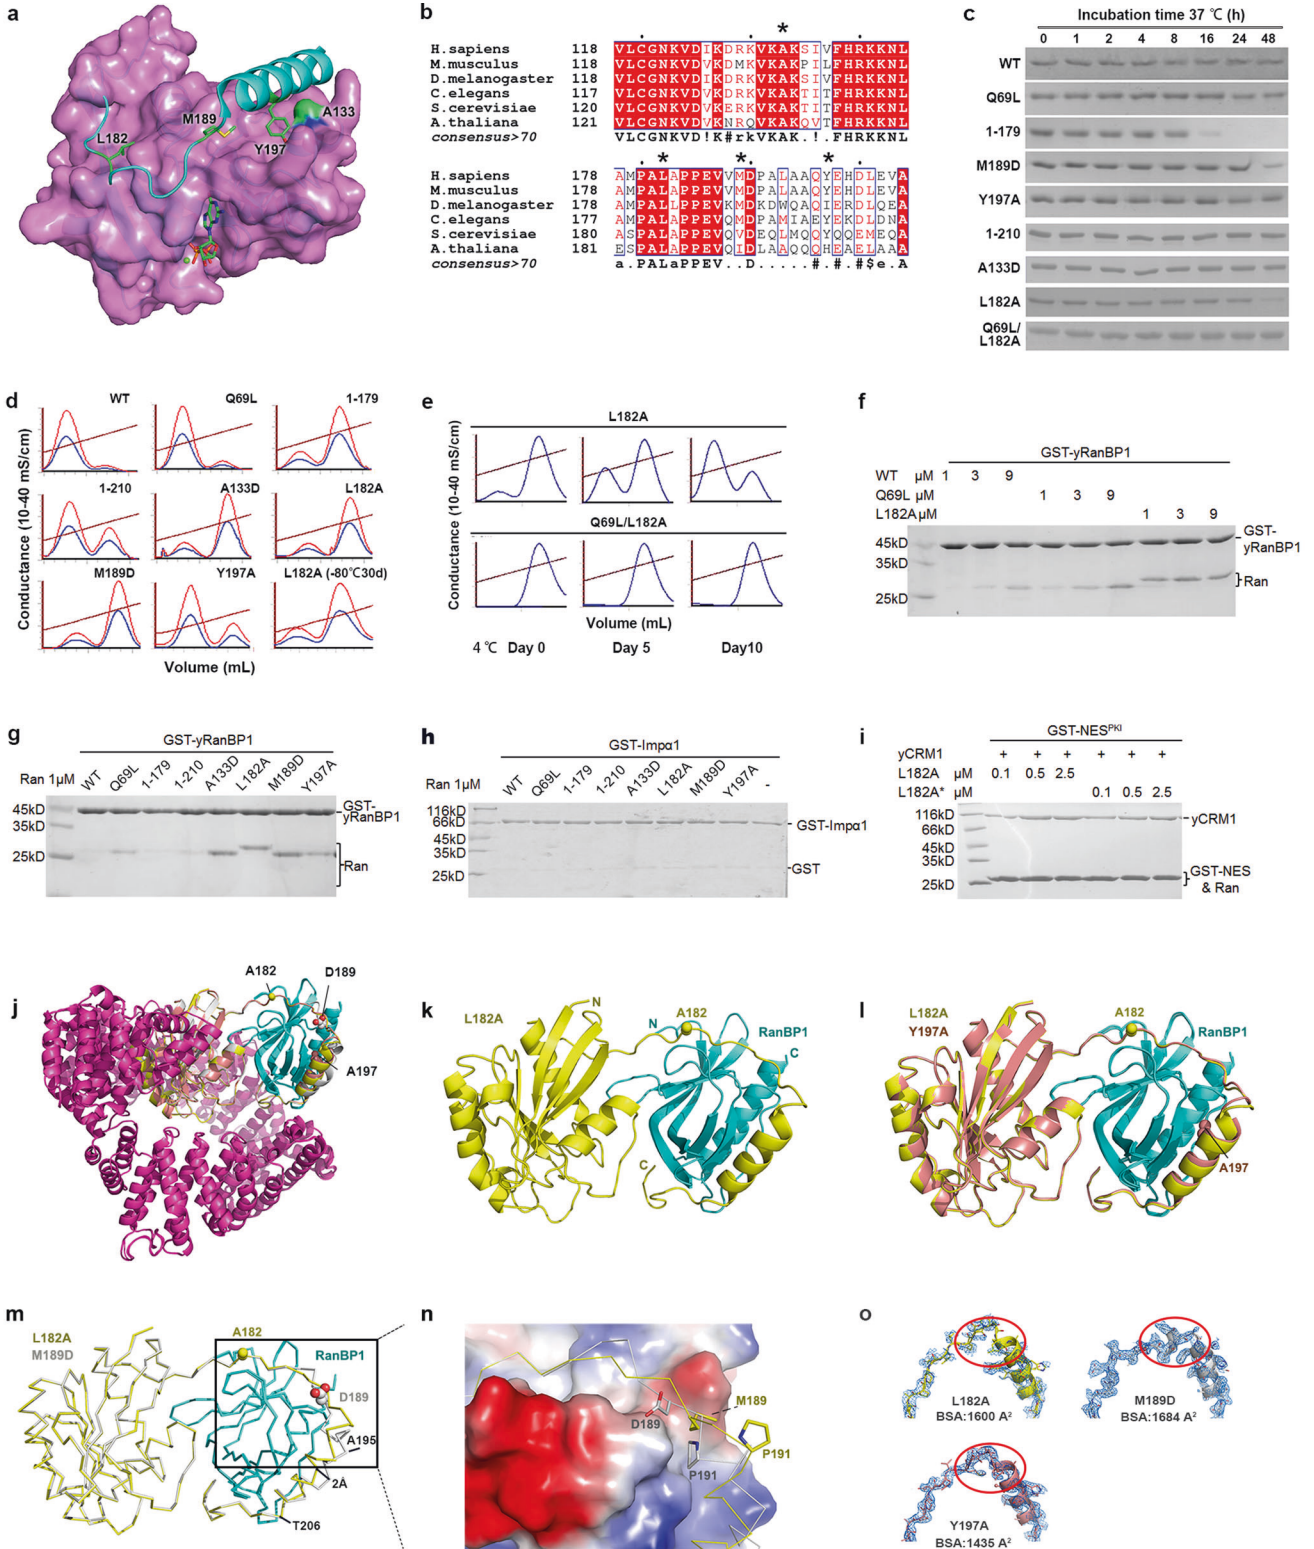 a
L182
M189
A133
Y197
b
*
H.sapiens 118 VLCGNKVDIKDRKVKAKSIVFHRKKNL
M.musculus 118 VLCGNKVDVKDMKVKAKPILFHRKKNL
D.melanogaster 118 VLCGNKVDIKDRKVKAKSIVFHRKKNL
C.elegans 117 VLCGNKVDVKDRKVKAKTITFHRKKNL
S.cerevisiae 120 VLCGNKVDVKERKVKAKTITFHRKKNL
A.thaliana 121 VLCGNKVDVKNRQVKAKQVTFHRKKNL
consensus>70 VLCGNKVD!K#rkVKAK.!.FHRKKNL
* * *
H.sapiens 178 AMPALAPPEVVMDPALAAQYEHDLEVA
M.musculus 178 AMPALAPPEVVMDPALAAQYEHDLEVA
D.melanogaster 178 AMPALLPPEVKMDKDWQAQIERDLQEA
C.elegans 177 AMPALAPPEVQMDPAMIAEYEKDLDNA
S.cerevisiae 180 ASPALAPPEVQVDEQLMQQYQQEMEQA
A.thaliana 181 ESPALAPPEVQIDLAAQQQHEAELAAA
consensus>70 a.PALaPPEV..D.....#.#.#$e.A
c
Incubation time 37 ℃ (h)
0 1 2 4 8 16 24 48
WT
Q69L
1-179
M189D
Y197A
1-210
A133D
L182A
Q69L/
L182A
d
Conductance (10-40 mS/cm)
WT Q69L 1-179
1-210 A133D L182A
M189D Y197A L182A (-80℃30d)
Volume (mL)
e
Conductance (10-40 mS/cm)
L182A
Q69L/L182A
Volume (mL)
4 ℃ Day 0 Day 5 Day10
f
GST-yRanBP1
WT μM 1 3 9
Q69L μM 1 3 9
L182A μM 1 3 9
45kD
35kD
25kD
GST-
yRanBP1
Ran
g
GST-yRanBP1
Ran 1μM WT Q69L 1-179 1-210 A133D L182A M189D Y197A
45kD
35kD
25kD
GST-
yRanBP1
Ran
h
GST-Impα1
Ran 1μM WT Q69L 1-179 1-210 A133D L182A M189D Y197A -
116kD
66kD
45kD
35kD
25kD
GST-Impα1
GST
i
GST-NESPKI
yCRM1 + + + + + +
L182A μM 0.1 0.5 2.5
L182A* μM 0.1 0.5 2.5
116kD
66kD
45kD
35kD
25kD
yCRM1
GST-NES
& Ran
j
A182
D189
A197
k
L182A
N
N
A182
RanBP1
C
C
l
L182A
Y197A
A182
RanBP1
A197
m
L182A
M189D
A182
RanBP1
D189
A195
2Å
T206
n
D189
M189
P191
P191
o
L182A
BSA:1600 A²
M189D
BSA:1684 A²
Y197A
BSA:1435 A²